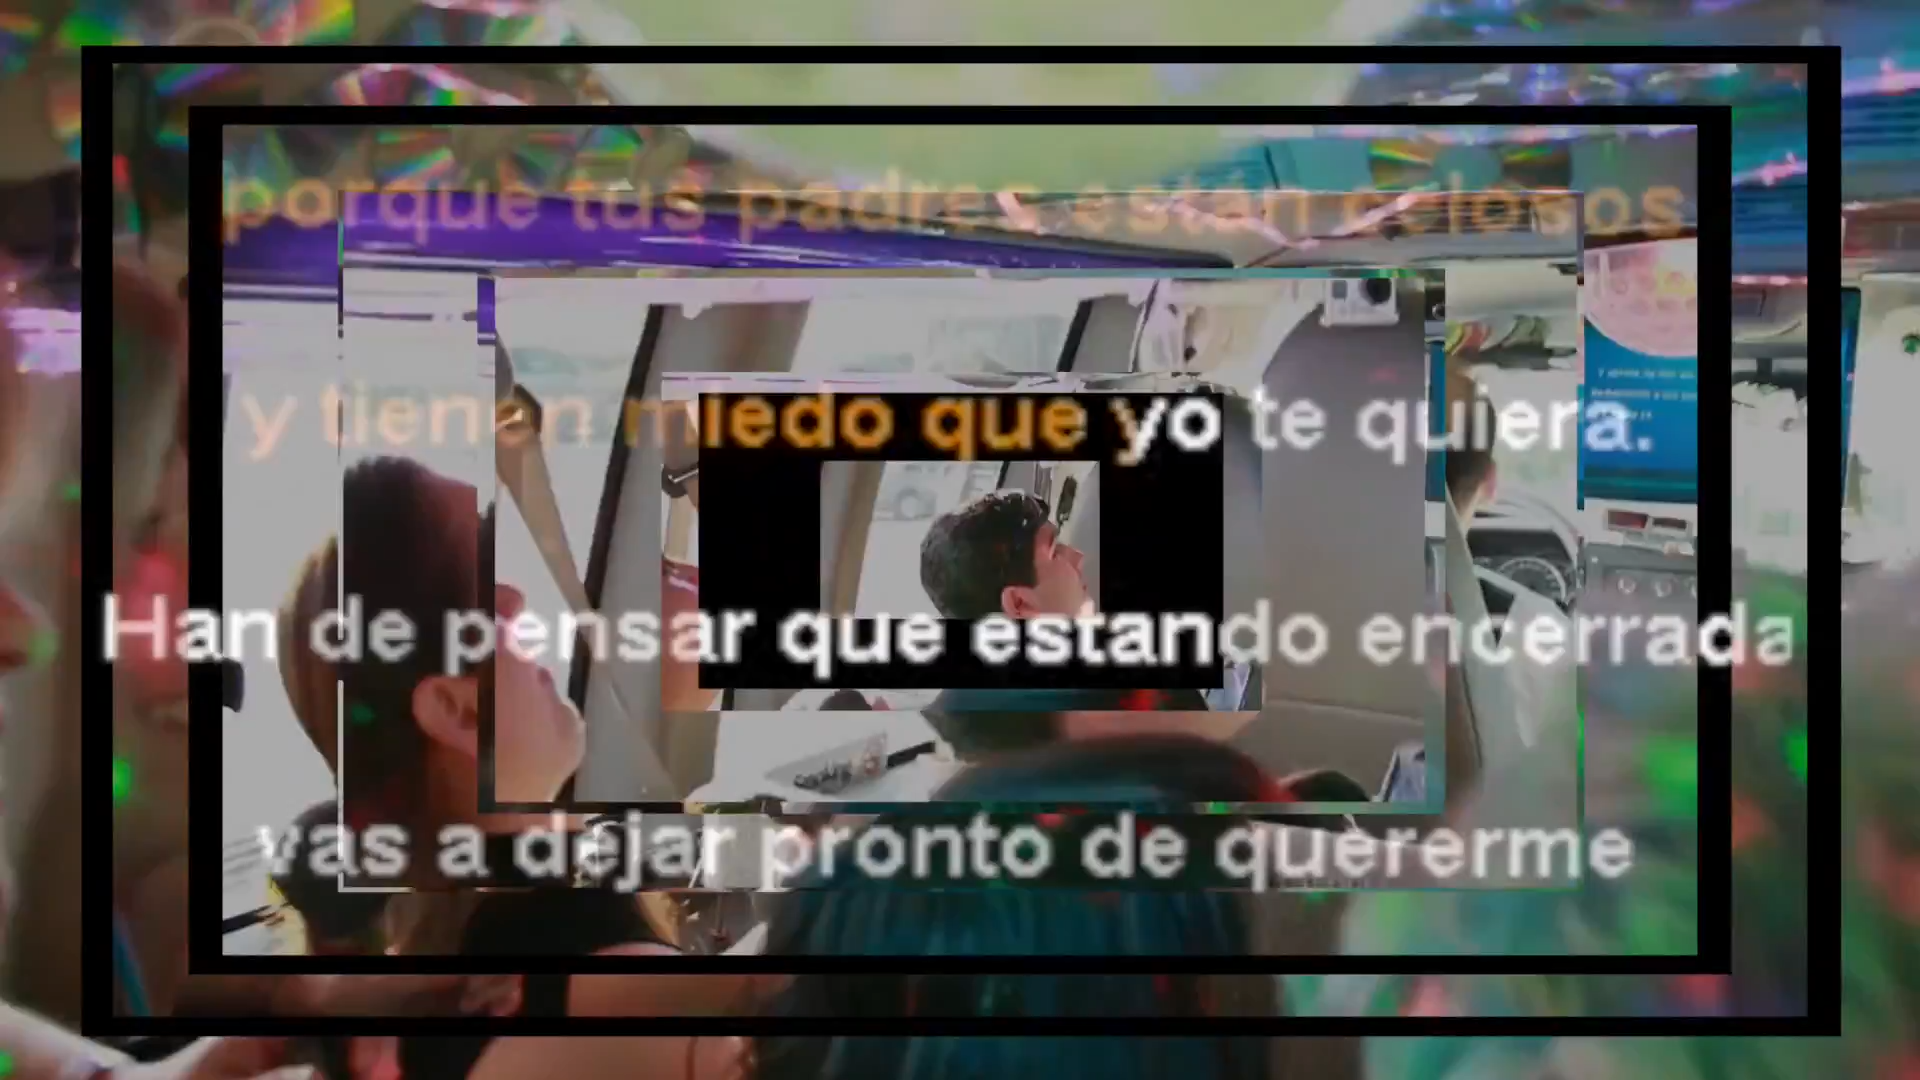 porque tus padres están celosos
y tienen miedo que yo te quiera.
Han de pensar que estando encerrada
vas a dejar pronto de quererme